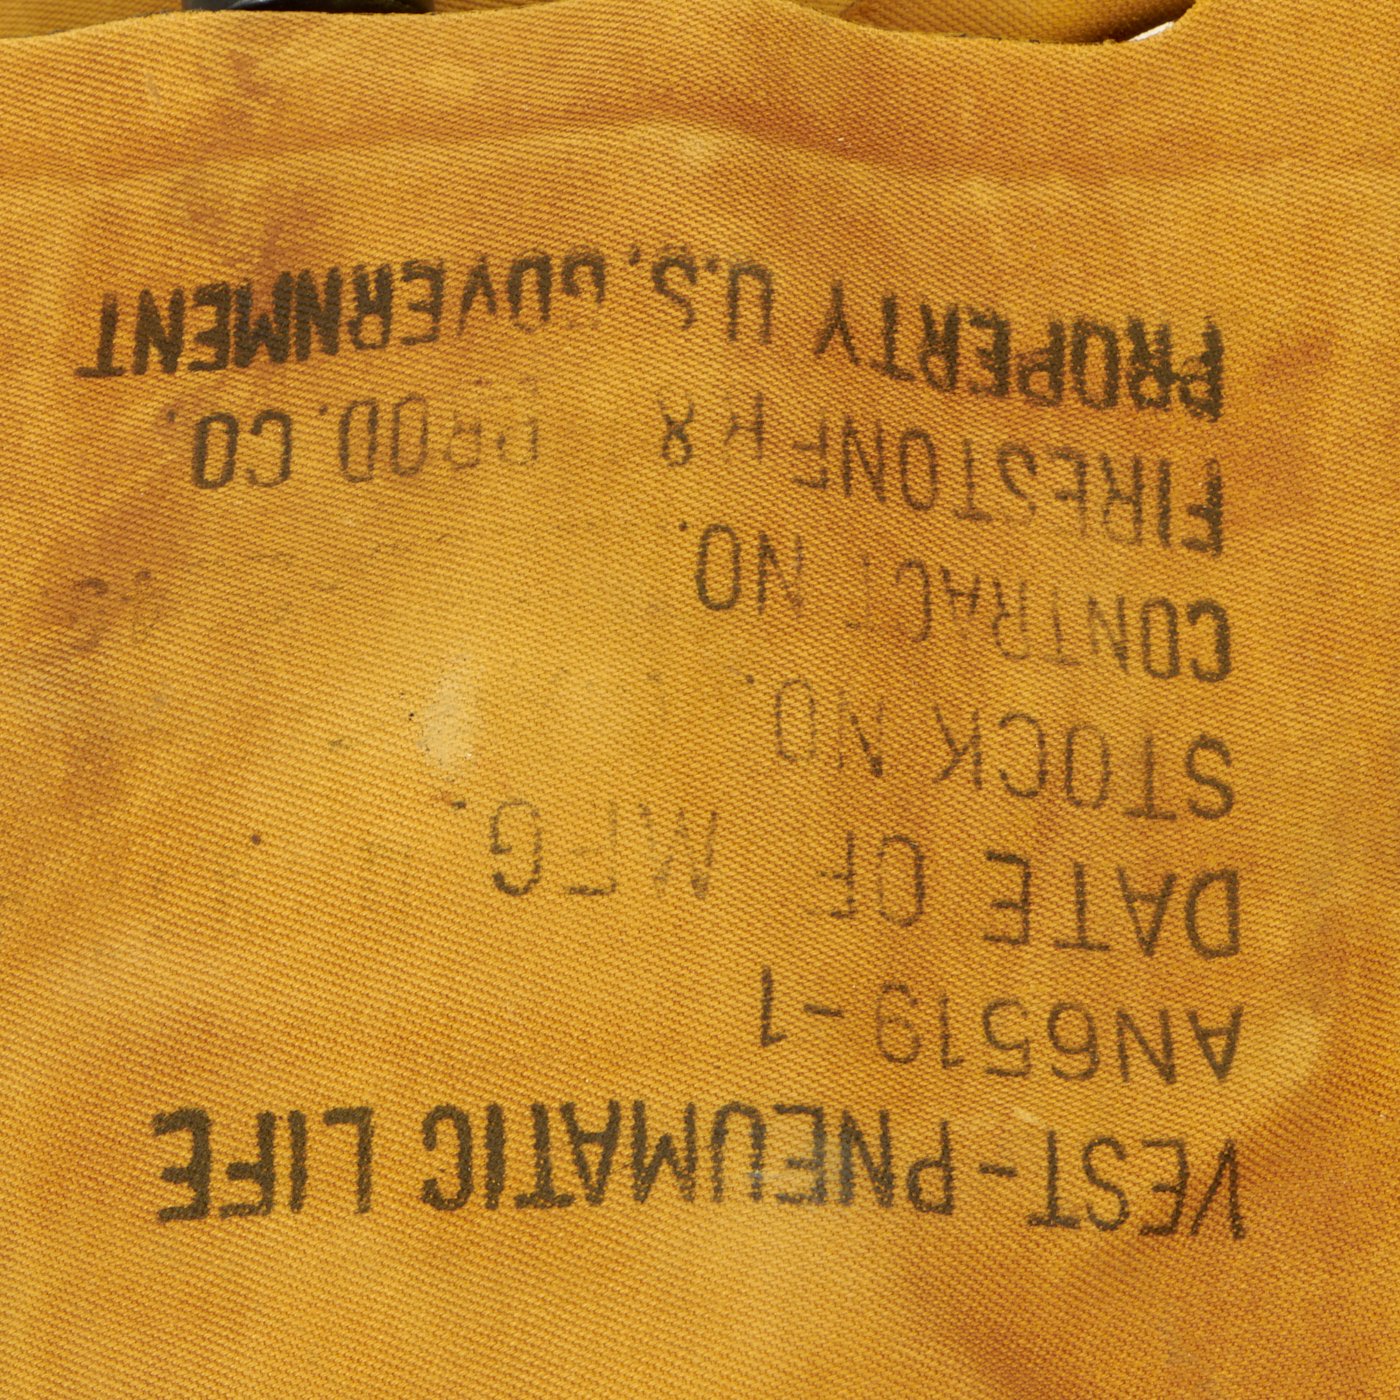 VEST-PNEUMATIC LIFE
AN6519-1
DATE OF MFG.
STOCK NO.
CONTRACT NO.
FIRESTONE PROD. CO.
PROPERTY U.S. GOVERNMENT